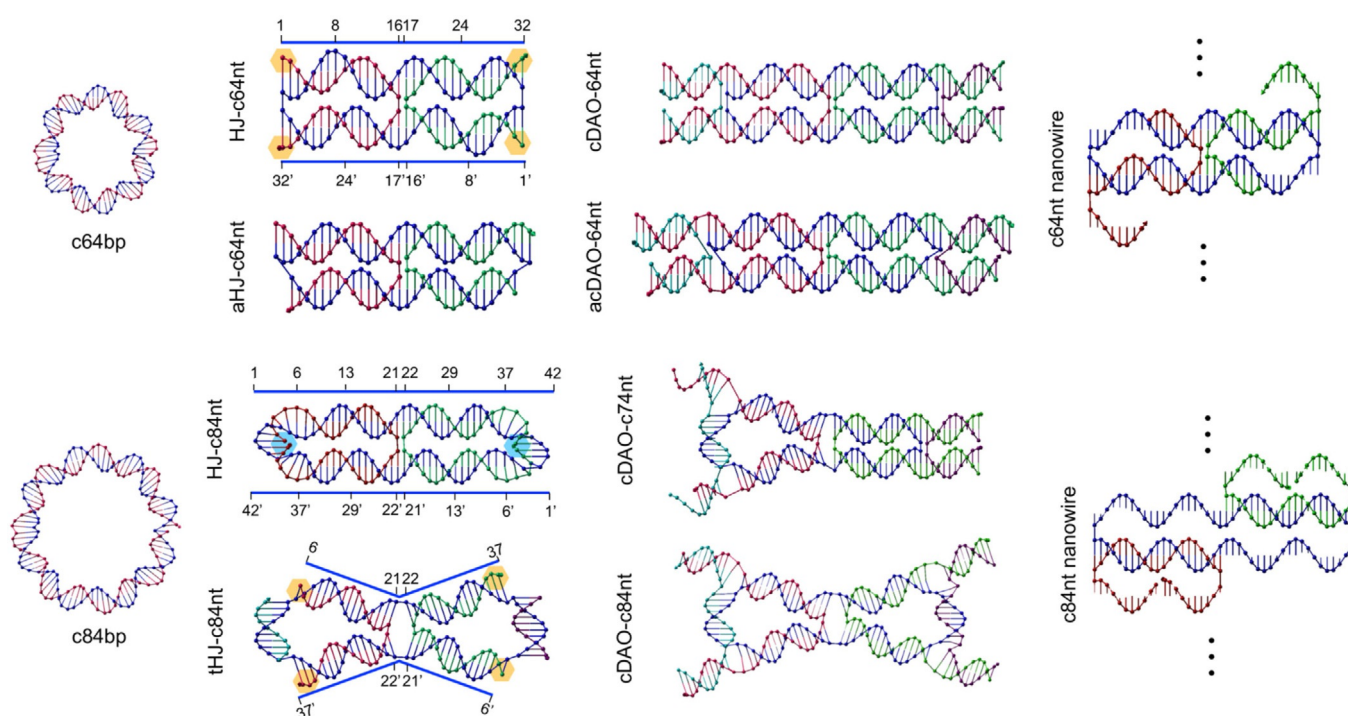 1 8 16 17 24 32
HJ-c64nt
32' 24' 17' 16' 8' 1'
cDAO-64nt
c64nt nanowire
c64bp
aHJ-c64nt
acDAO-64nt
1 6 13 21 22 29 37 42
HJ-c84nt
42' 37' 29' 22' 21' 13' 6' 1'
cDAO-c74nt
c84bp
6' 21 22 37
tHJ-c84nt
37' 22' 21' 6'
cDAO-c84nt
c84nt nanowire